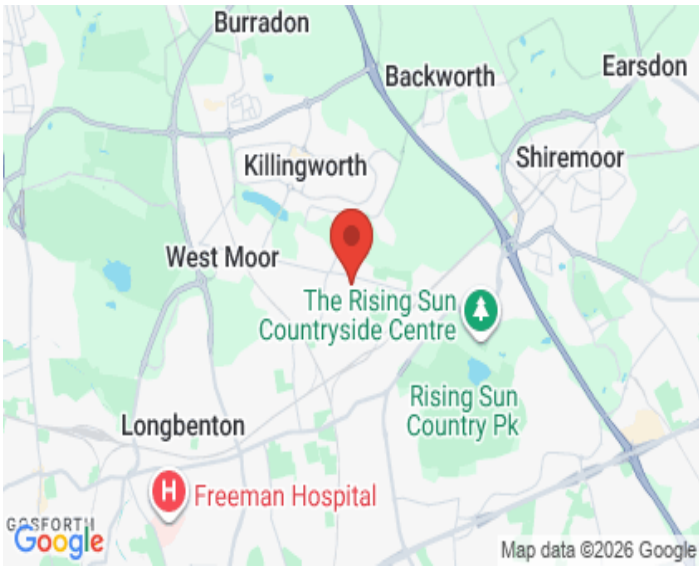 Burradon
Backworth
Earsdon
Killingworth
Shiremoor
West Moor
The Rising Sun
Countryside Centre
Rising Sun
Country Pk
Longbenton
H
Freeman Hospital
GOSFORTH
Google
Map data ©2026 Google